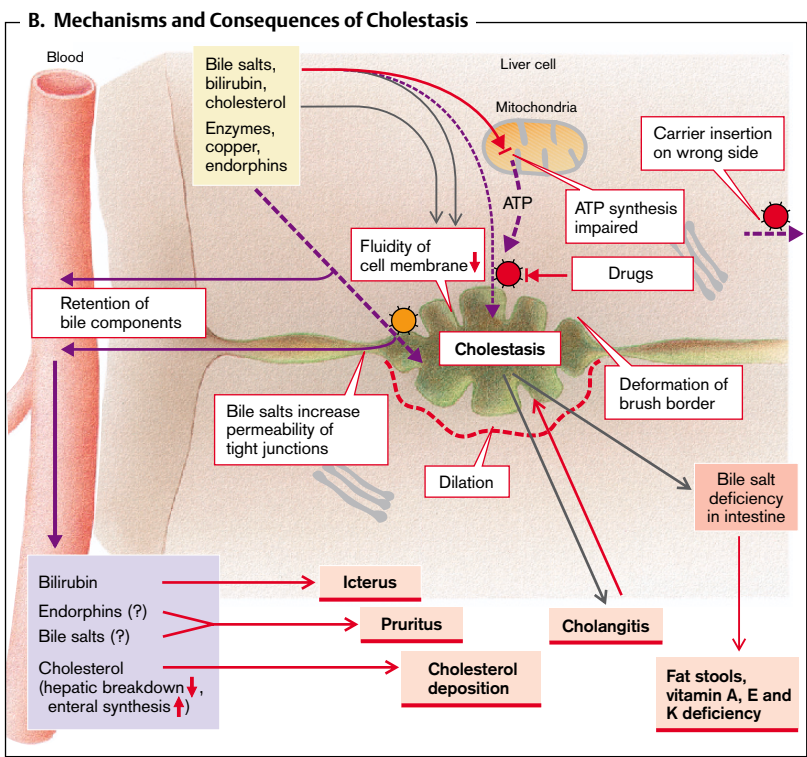 B. Mechanisms and Consequences of Cholestasis
Blood
Bile salts,
bilirubin,
cholesterol
Enzymes,
copper,
endorphins
Liver cell
Mitochondria
Carrier insertion
on wrong side
ATP
ATP synthesis
impaired
Fluidity of
cell membrane
Drugs
Retention of
bile components
Cholestasis
Deformation of
brush border
Bile salts increase
permeability of
tight junctions
Dilation
Bile salt
deficiency
in intestine
Bilirubin
Icterus
Endorphins (?)
Bile salts (?)
Pruritus
Cholangitis
Cholesterol
(hepatic breakdown ,
enteral synthesis )
Cholesterol
deposition
Fat stools,
vitamin A, E and
K deficiency